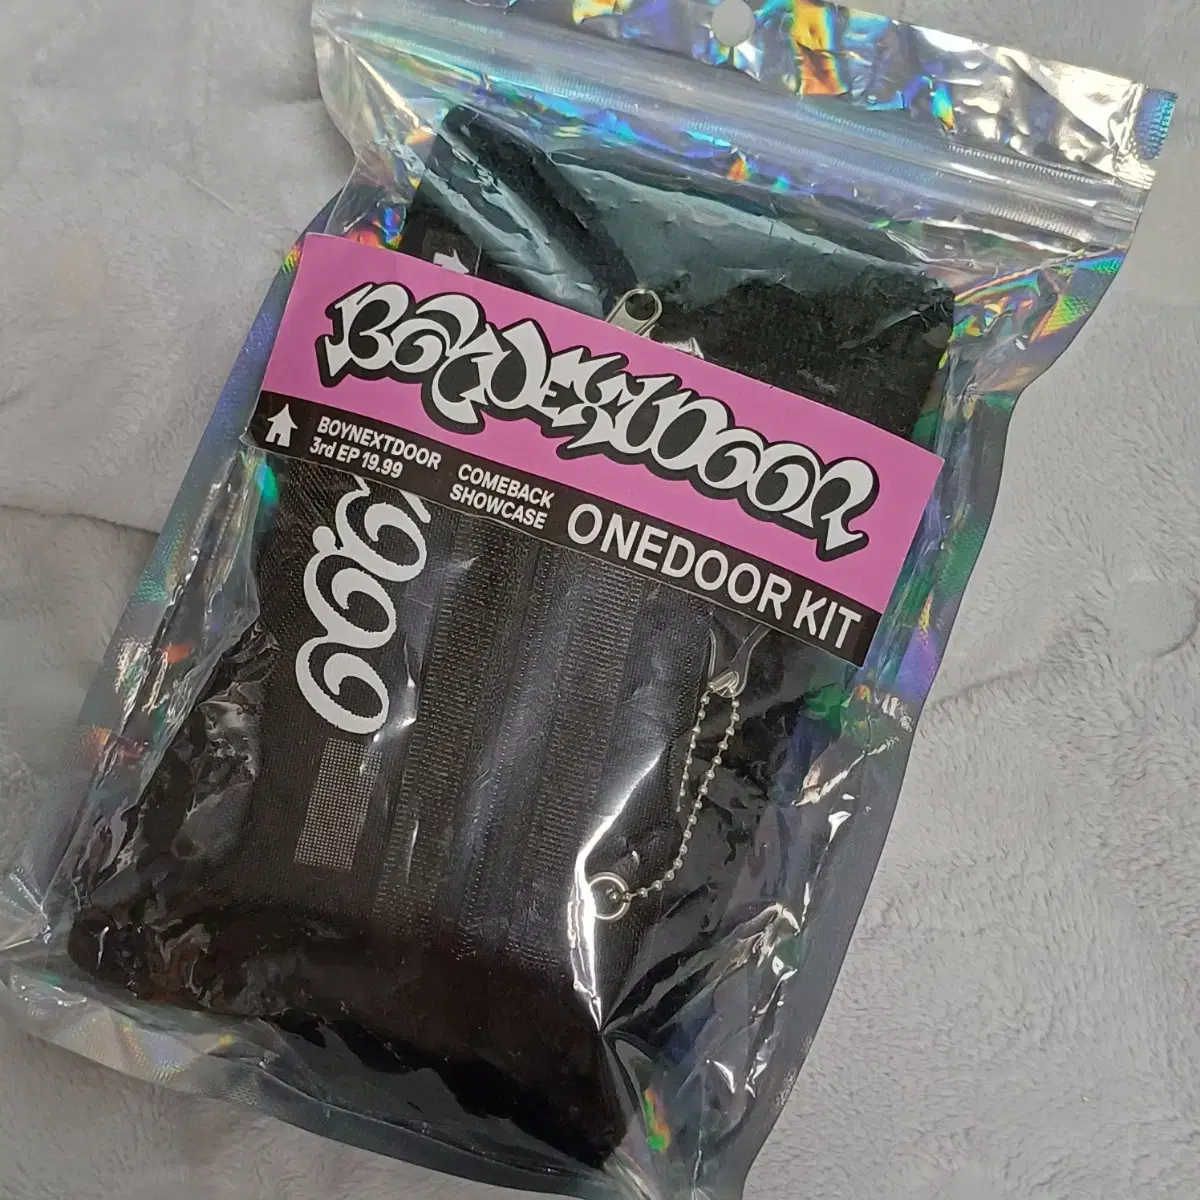 BOYNEXTDOOR
BOYNEXTDOOR
3rd EP 19.99
COMEBACK
SHOWCASE
ONEDOOR KIT